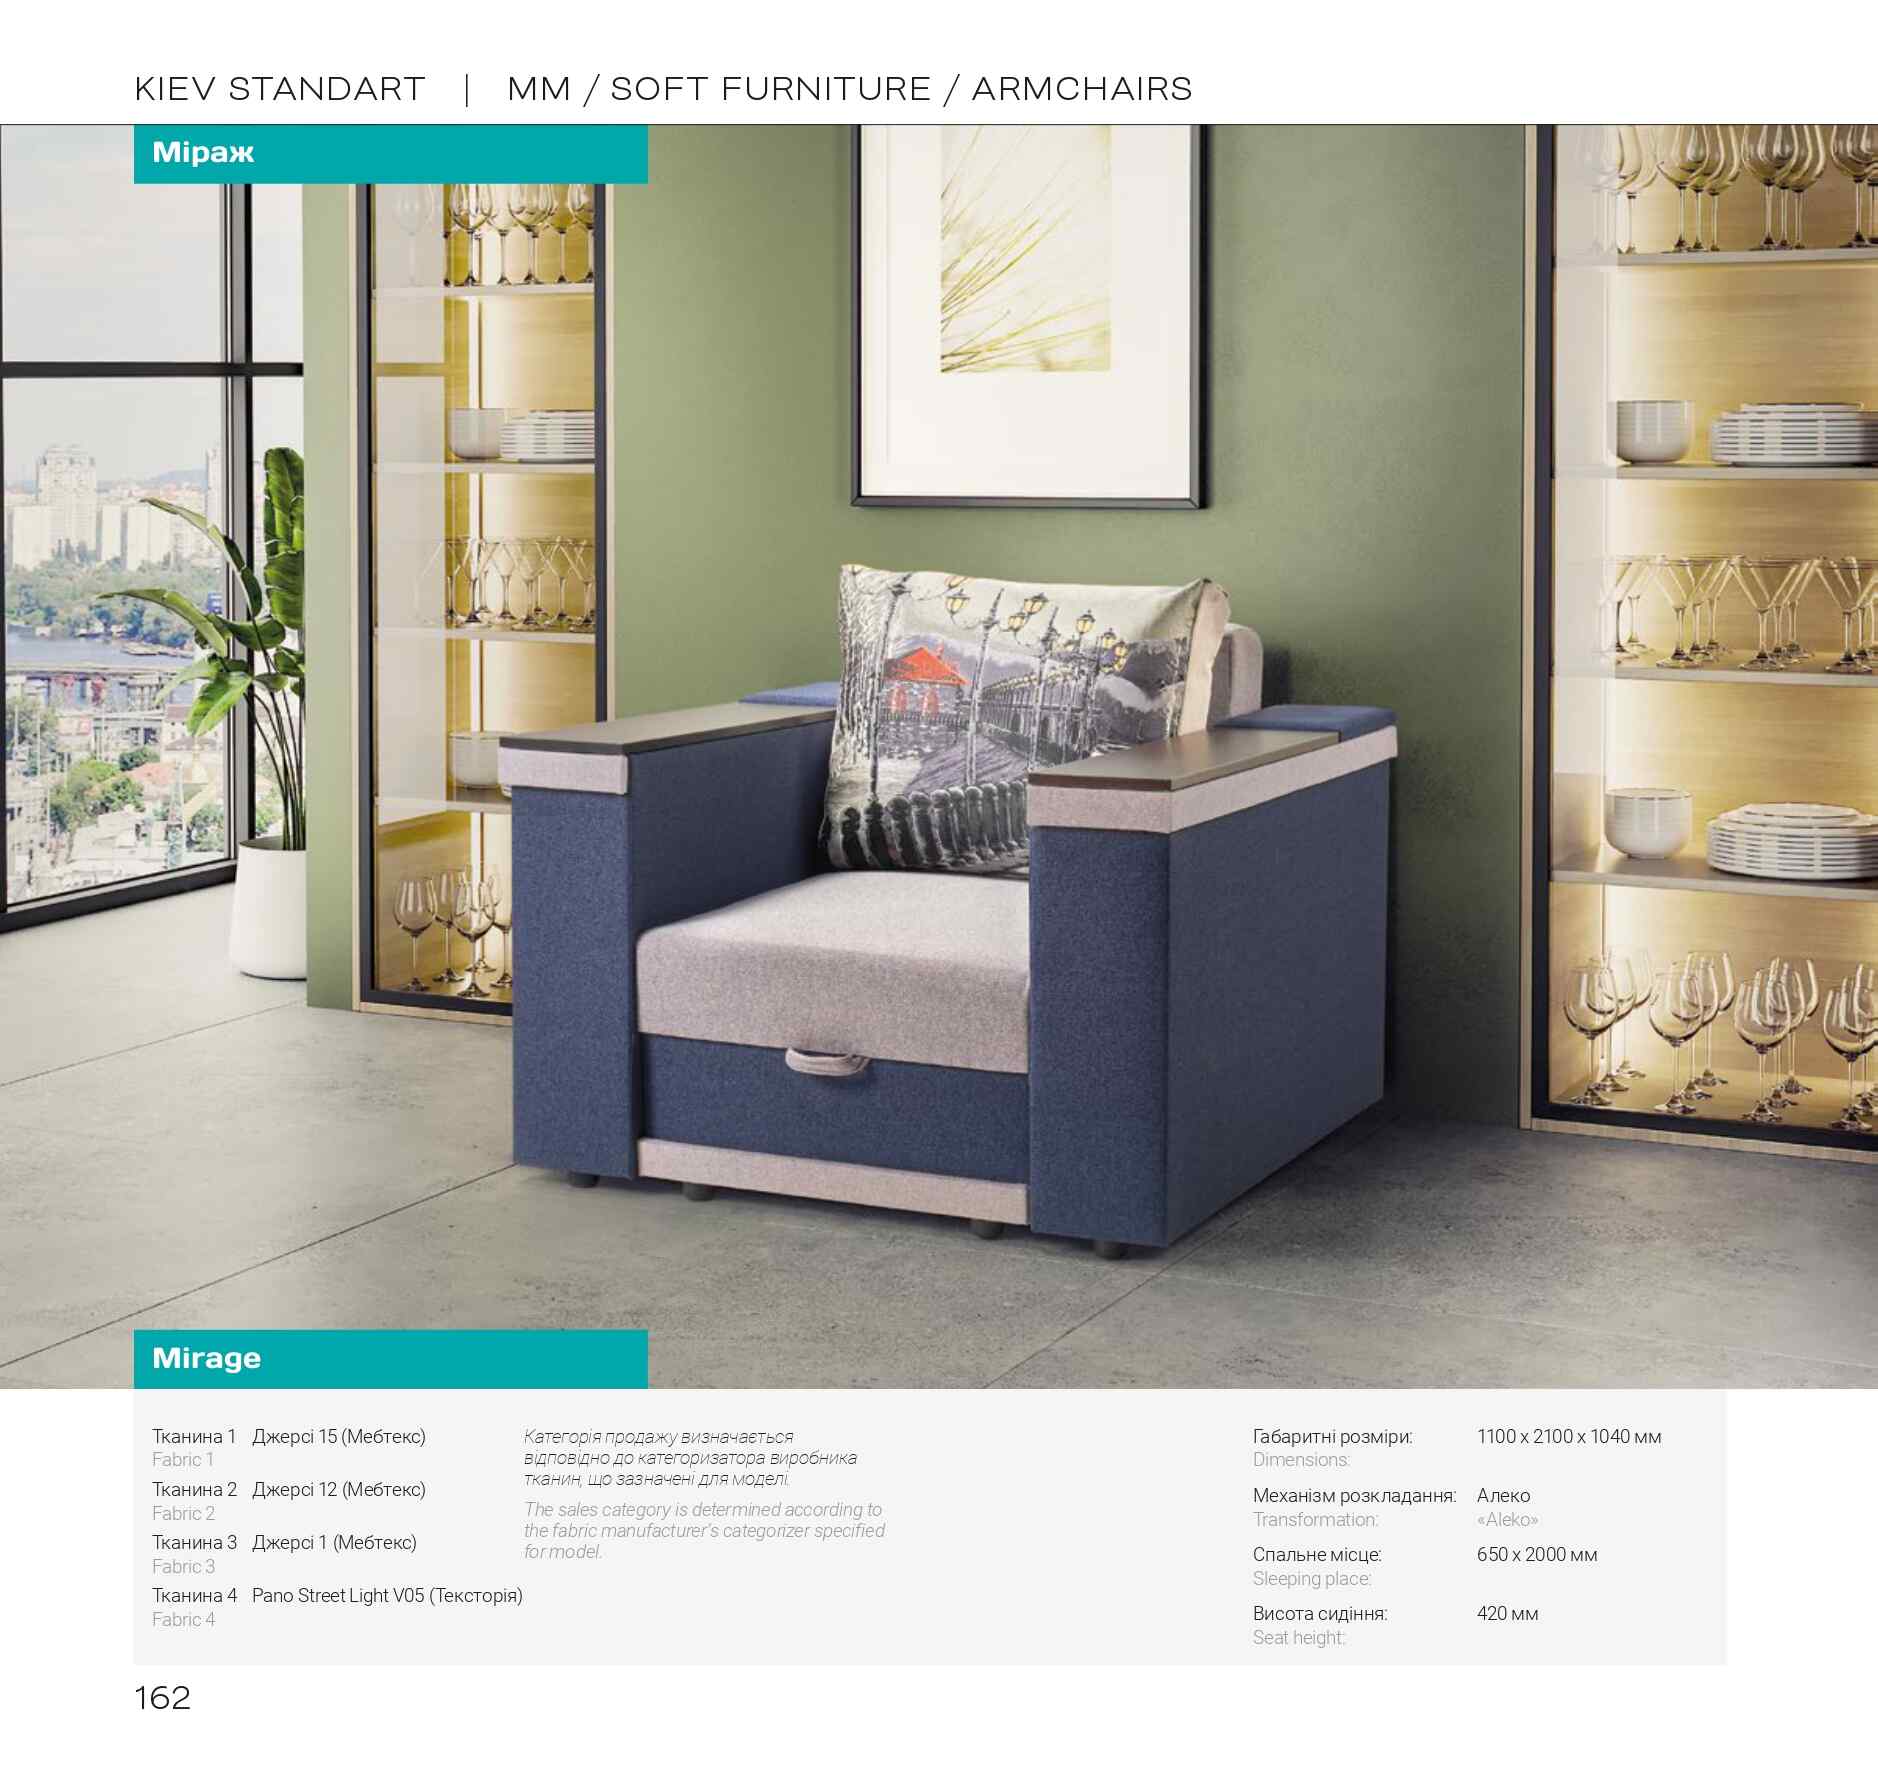 KIEV STANDART | MM / SOFT FURNITURE / ARMCHAIRS
Міраж
Mirage
Тканина 1 Джерсі 15 (Мебтекс)
Fabric 1
Тканина 2 Джерсі 12 (Мебтекс)
Fabric 2
Тканина 3 Джерсі 1 (Мебтекс)
Fabric 3
Тканина 4 Pano Street Light V05 (Тексторія)
Fabric 4
Категорія продажу визначається
відповідно до категоризатора виробника
тканин, що зазначені для моделі.
The sales category is determined according to
the fabric manufacturer's categorizer specified
for model.
Габаритні розміри: 1100 х 2100 х 1040 мм
Dimensions:
Механізм розкладання: Алеко
Transformation: «Aleko»
Спальне місце: 650 х 2000 мм
Sleeping place:
Висота сидіння: 420 мм
Seat height:
162